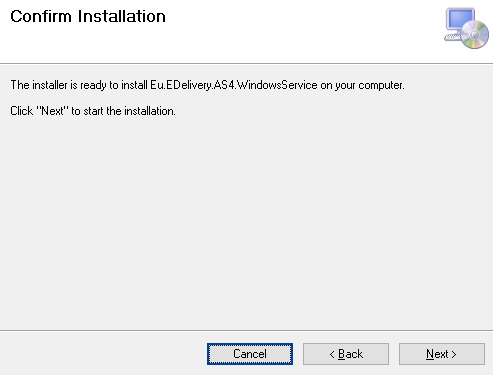 Confirm Installation
The installer is ready to install Eu.EDelivery.AS4.WindowsService on your computer.
Click "Next" to start the installation.
Cancel
< Back
Next >